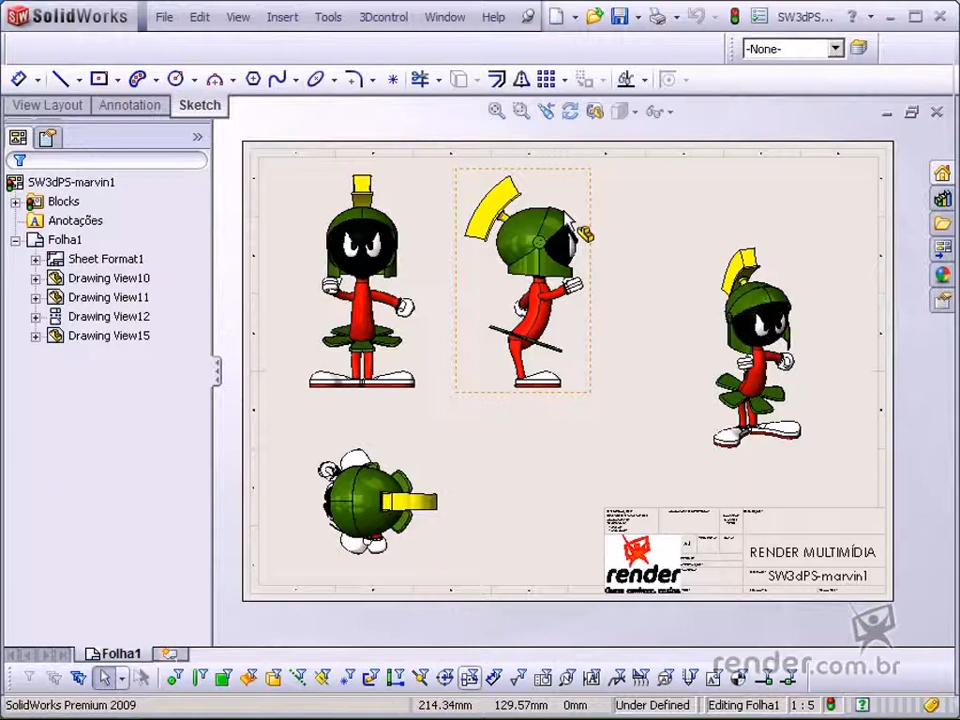 SolidWorks File Edit View Insert Tools 3Dcontrol Window Help SW3dPS...
-None-
View Layout Annotation Sketch
SW3dPS-marvin1
Blocks
Anotações
Folha1
Sheet Format1
Drawing View10
Drawing View11
Drawing View12
Drawing View15
RENDER MULTIMÍDIA
render
SW3dPS-marvin1
Folha1
render.com.br
SolidWorks Premium 2009 214.34mm 129.57mm 0mm Under Defined Editing Folha1 1 : 5